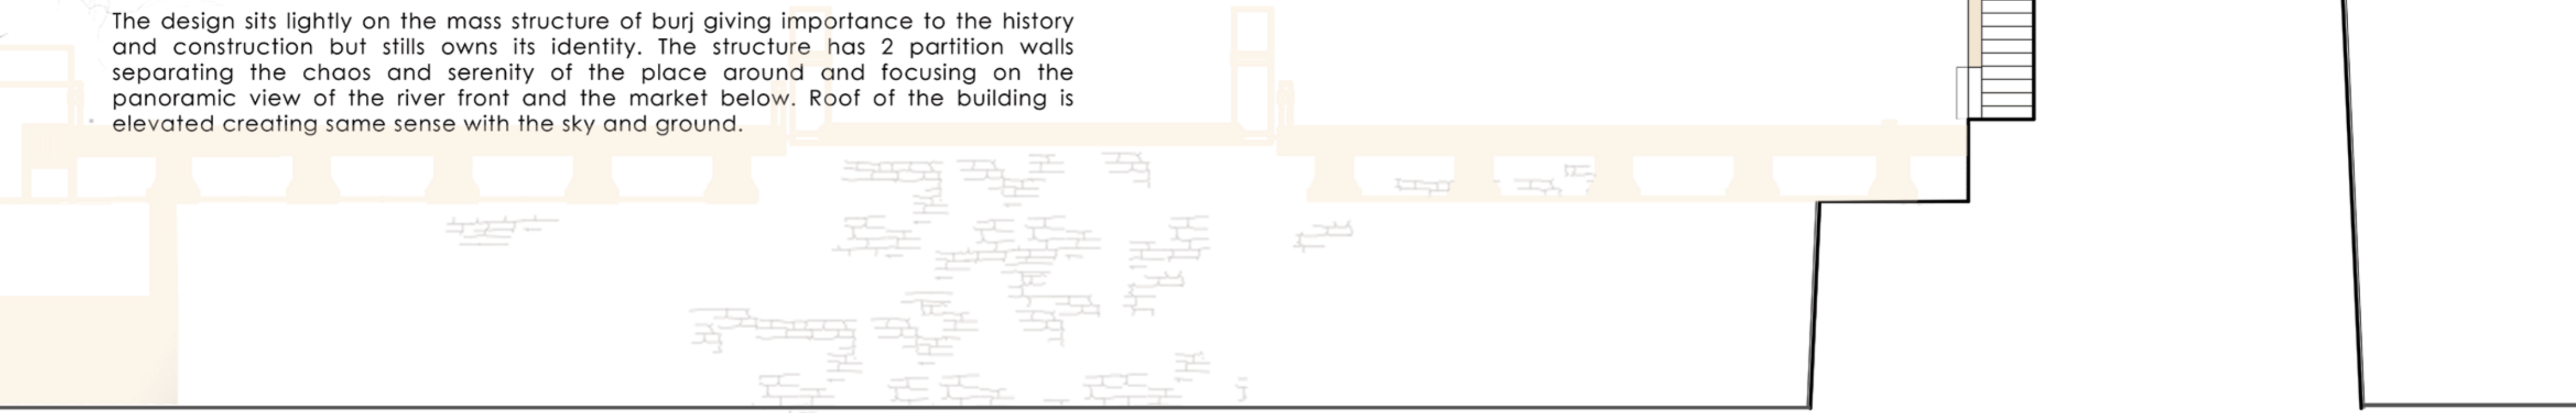 The design sits lightly on the mass structure of burj giving importance to the history
and construction but stills owns its identity. The structure has 2 partition walls
separating the chaos and serenity of the place around and focusing on the
panoramic view of the river front and the market below. Roof of the building is
elevated creating same sense with the sky and ground.